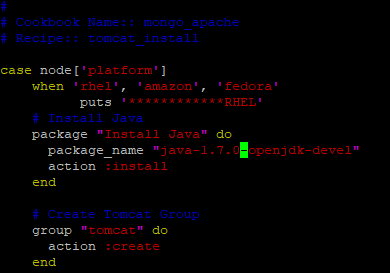 #
# Cookbook Name:: mongo_apache
# Recipe:: tomcat_install
case node['platform']
when 'rhel', 'amazon', 'fedora'
puts '*************RHEL'
# Install Java
package "Install Java" do
package_name "java-1.7.0-openjdk-devel"
action :install
end
# Create Tomcat Group
group "tomcat" do
action :create
end